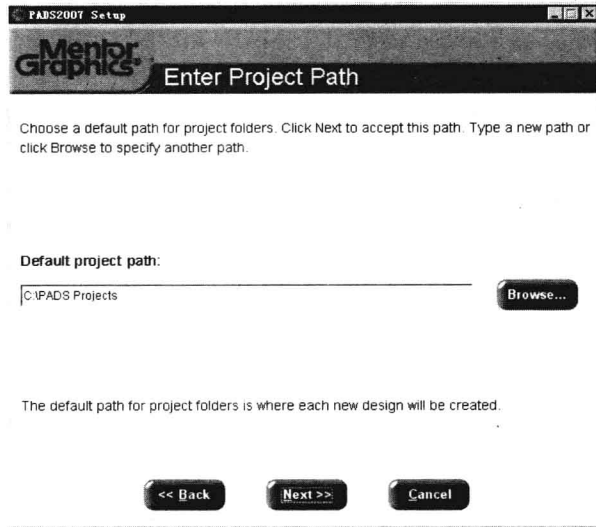 PADS2007 Setup
Mentor
Graphics®
Enter Project Path
Choose a default path for project folders. Click Next to accept this path. Type a new path or
click Browse to specify another path.
Default project path:
C:\PADS Projects
Browse...
The default path for project folders is where each new design will be created.
<< Back
Next >>
Cancel